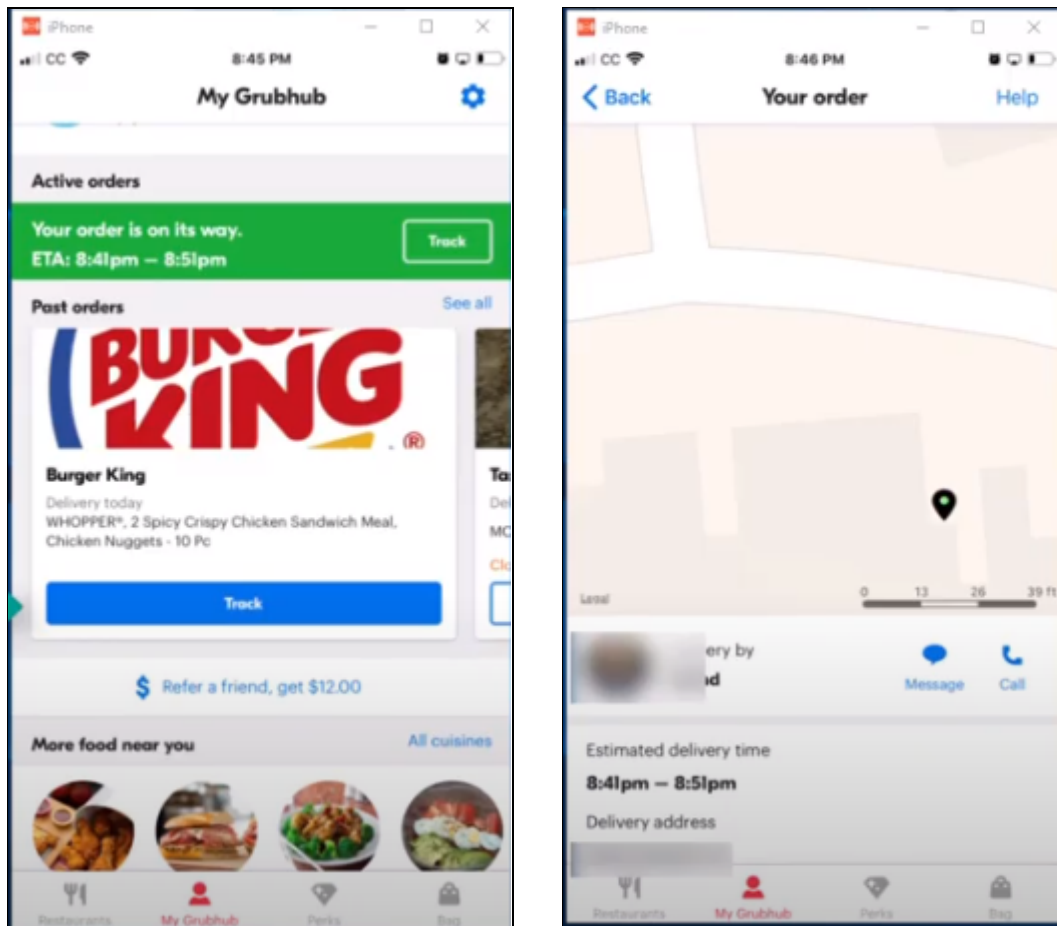 iPhone
CC
8:45 PM
My Grubhub
Active orders
Your order is on its way.
ETA: 8:41pm – 8:51pm
Track
Past orders
See all
BURGER
KING
®
Burger King
Delivery today
WHOPPER®, 2 Spicy Crispy Chicken Sandwich Meal,
Chicken Nuggets - 10 Pc
Track
Refer a friend, get $12.00
More food near you
All cuisines
Restaurants
My Grubhub
Perks
Bag
iPhone
CC
8:46 PM
Back
Your order
Help
Legal
0 13 26 39 ft
by
Message
Call
Estimated delivery time
8:41pm – 8:51pm
Delivery address
Restaurants
My Grubhub
Perks
Bag